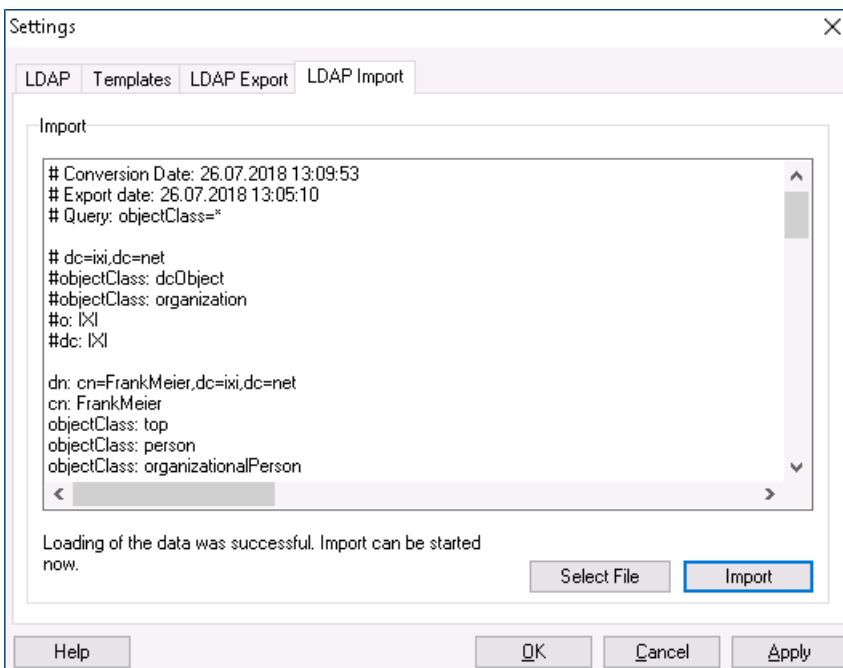 Settings
LDAP Templates LDAP Export LDAP Import
Import
# Conversion Date: 26.07.2018 13:09:53
# Export date: 26.07.2018 13:05:10
# Query: objectClass=*
# dc=ixi,dc=net
#objectClass: dcObject
#objectClass: organization
#o: IXI
#dc: IXI
dn: cn=FrankMeier,dc=ixi,dc=net
cn: FrankMeier
objectClass: top
objectClass: person
objectClass: organizationalPerson
Loading of the data was successful. Import can be started
now.
Select File Import
Help OK Cancel Apply